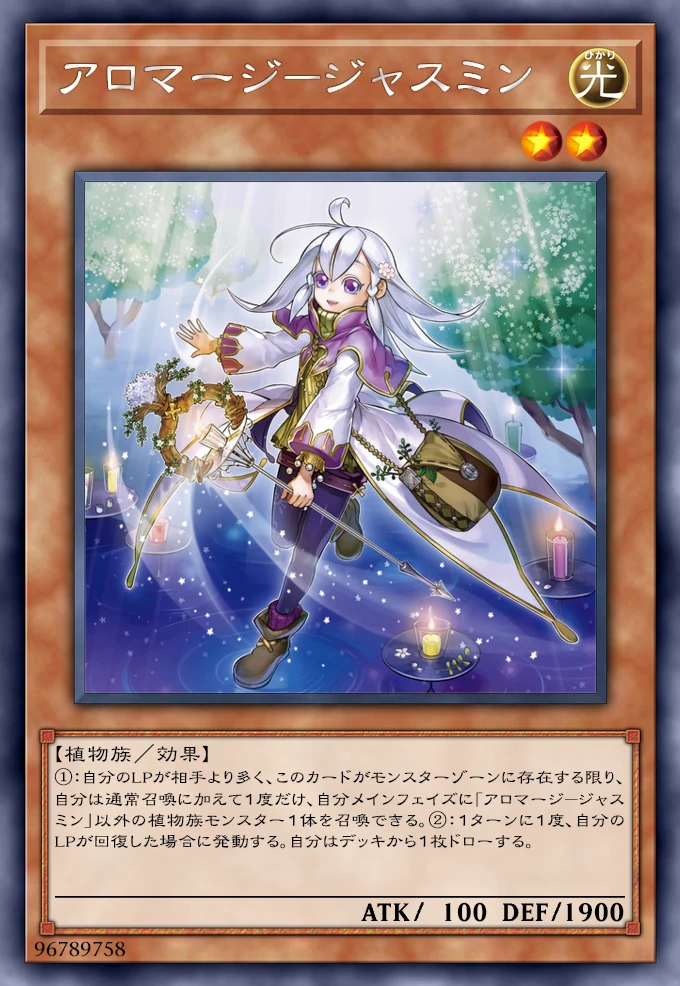 アロマージ－ジャスミン
ひかり
光
【植物族／効果】
①：自分のLPが相手より多く、このカードがモンスターゾーンに存在する限り、
自分は通常召喚に加えて１度だけ、自分メインフェイズに「アロマージ－ジャス
ミン」以外の植物族モンスター１体を召喚できる。②：１ターンに１度、自分の
LPが回復した場合に発動する。自分はデッキから１枚ドローする。
ATK/ 100 DEF/1900
96789758